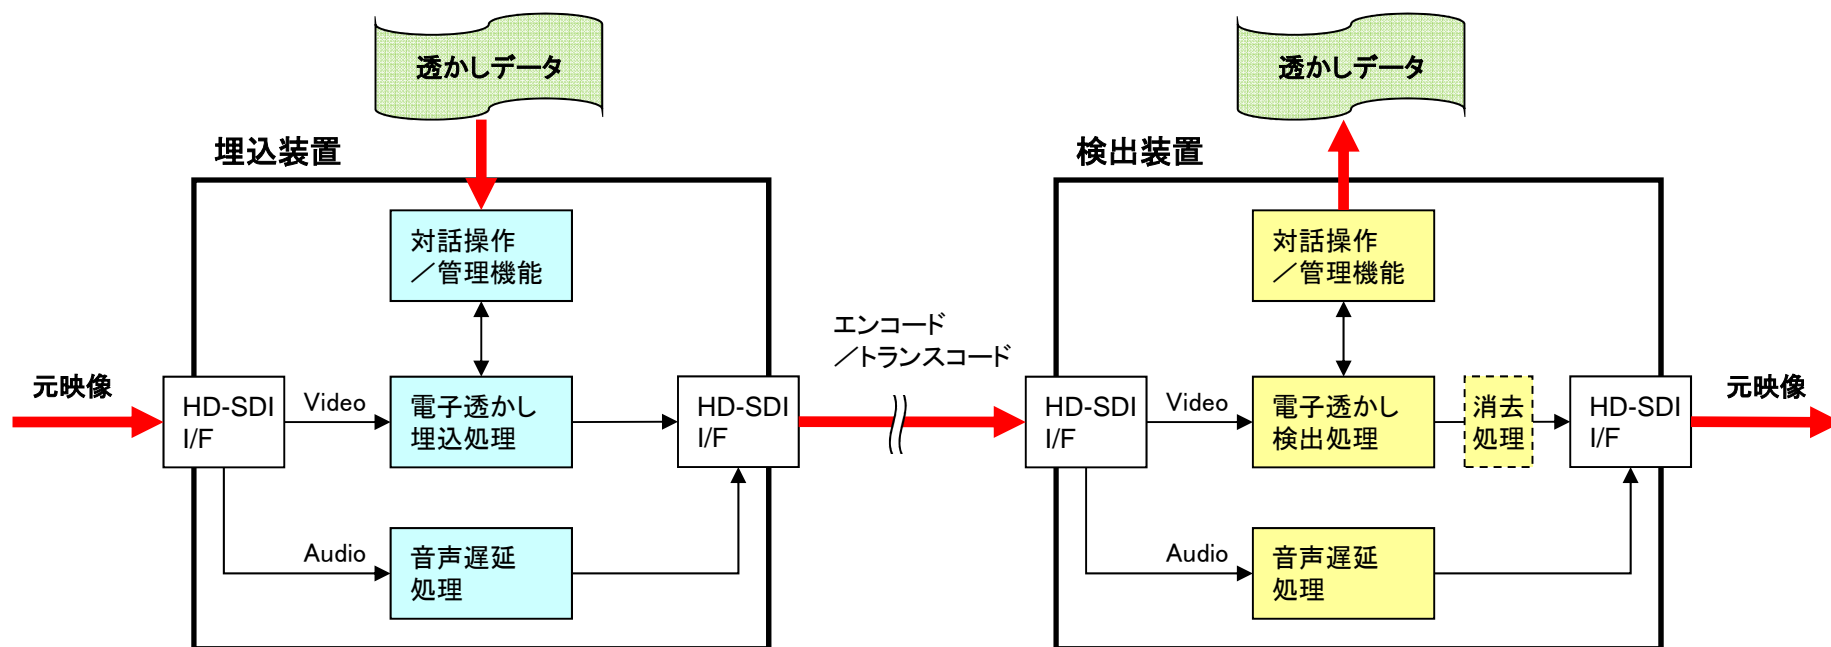 透かしデータ
透かしデータ
埋込装置
検出装置
対話操作
／管理機能
対話操作
／管理機能
エンコード
／トランスコード
元映像
HD-SDI
I/F
Video
電子透かし
埋込処理
HD-SDI
I/F
HD-SDI
I/F
Video
電子透かし
検出処理
消去
処理
HD-SDI
I/F
元映像
Audio
音声遅延
処理
Audio
音声遅延
処理